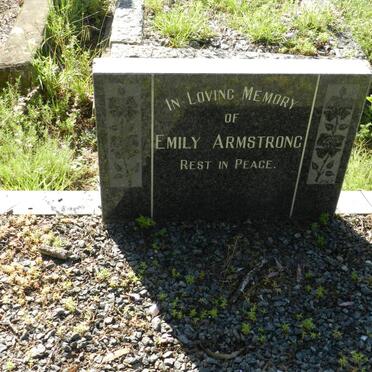 IN LOVING MEMORY
OF
EMILY ARMSTRONG
REST IN PEACE.